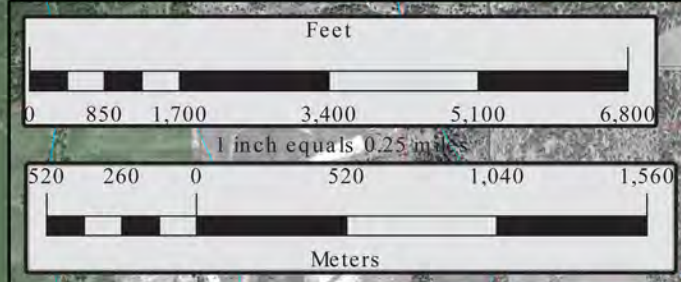 Feet
0 850 1,700 3,400 5,100 6,800
1 inch equals 0.25 miles
520 260 0 520 1,040 1,560
Meters